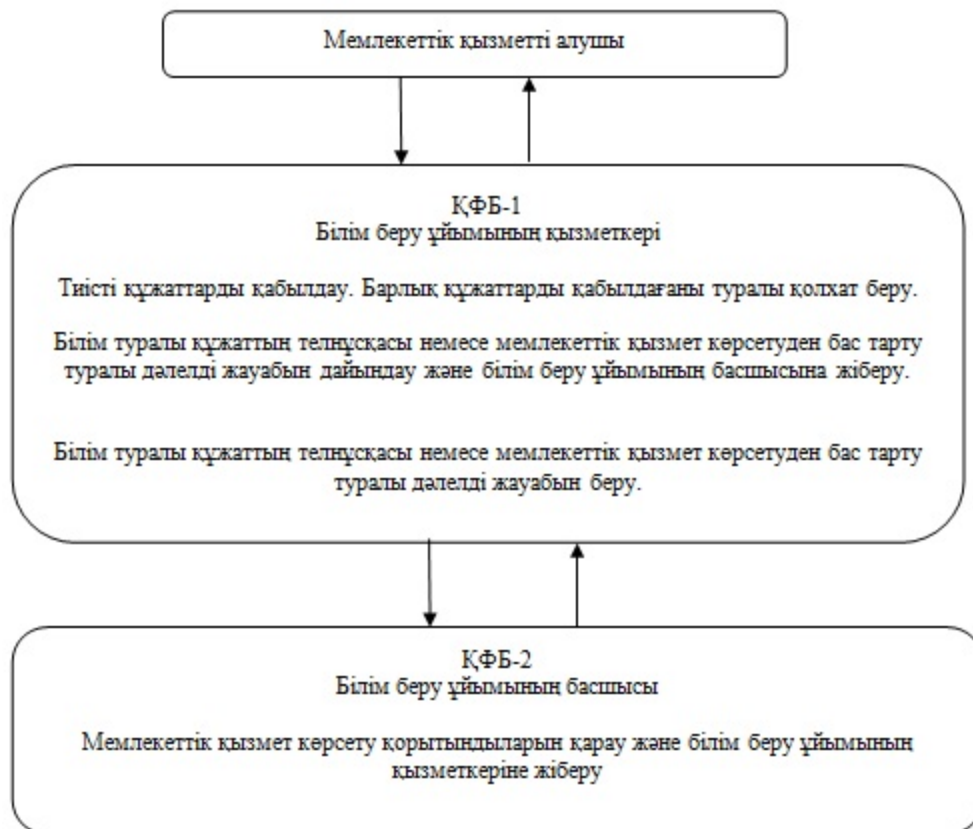 Мемлекеттік қызметті алушы
ҚФБ-1
Білім беру ұйымының қызметкері
Тиісті құжаттарды қабылдау. Барлық құжаттарды қабылдағаны туралы қолхат беру.
Білім туралы құжаттың телнұсқасы немесе мемлекеттік қызмет көрсетуден бас тарту
туралы дәлелді жауабын дайындау және білім беру ұйымының басшысына жіберу.
Білім туралы құжаттың телнұсқасы немесе мемлекеттік қызмет көрсетуден бас тарту
туралы дәлелді жауабын беру.
ҚФБ-2
Білім беру ұйымының басшысы
Мемлекеттік қызмет көрсету қорытындыларын қарау және білім беру ұйымының
қызметкеріне жіберу